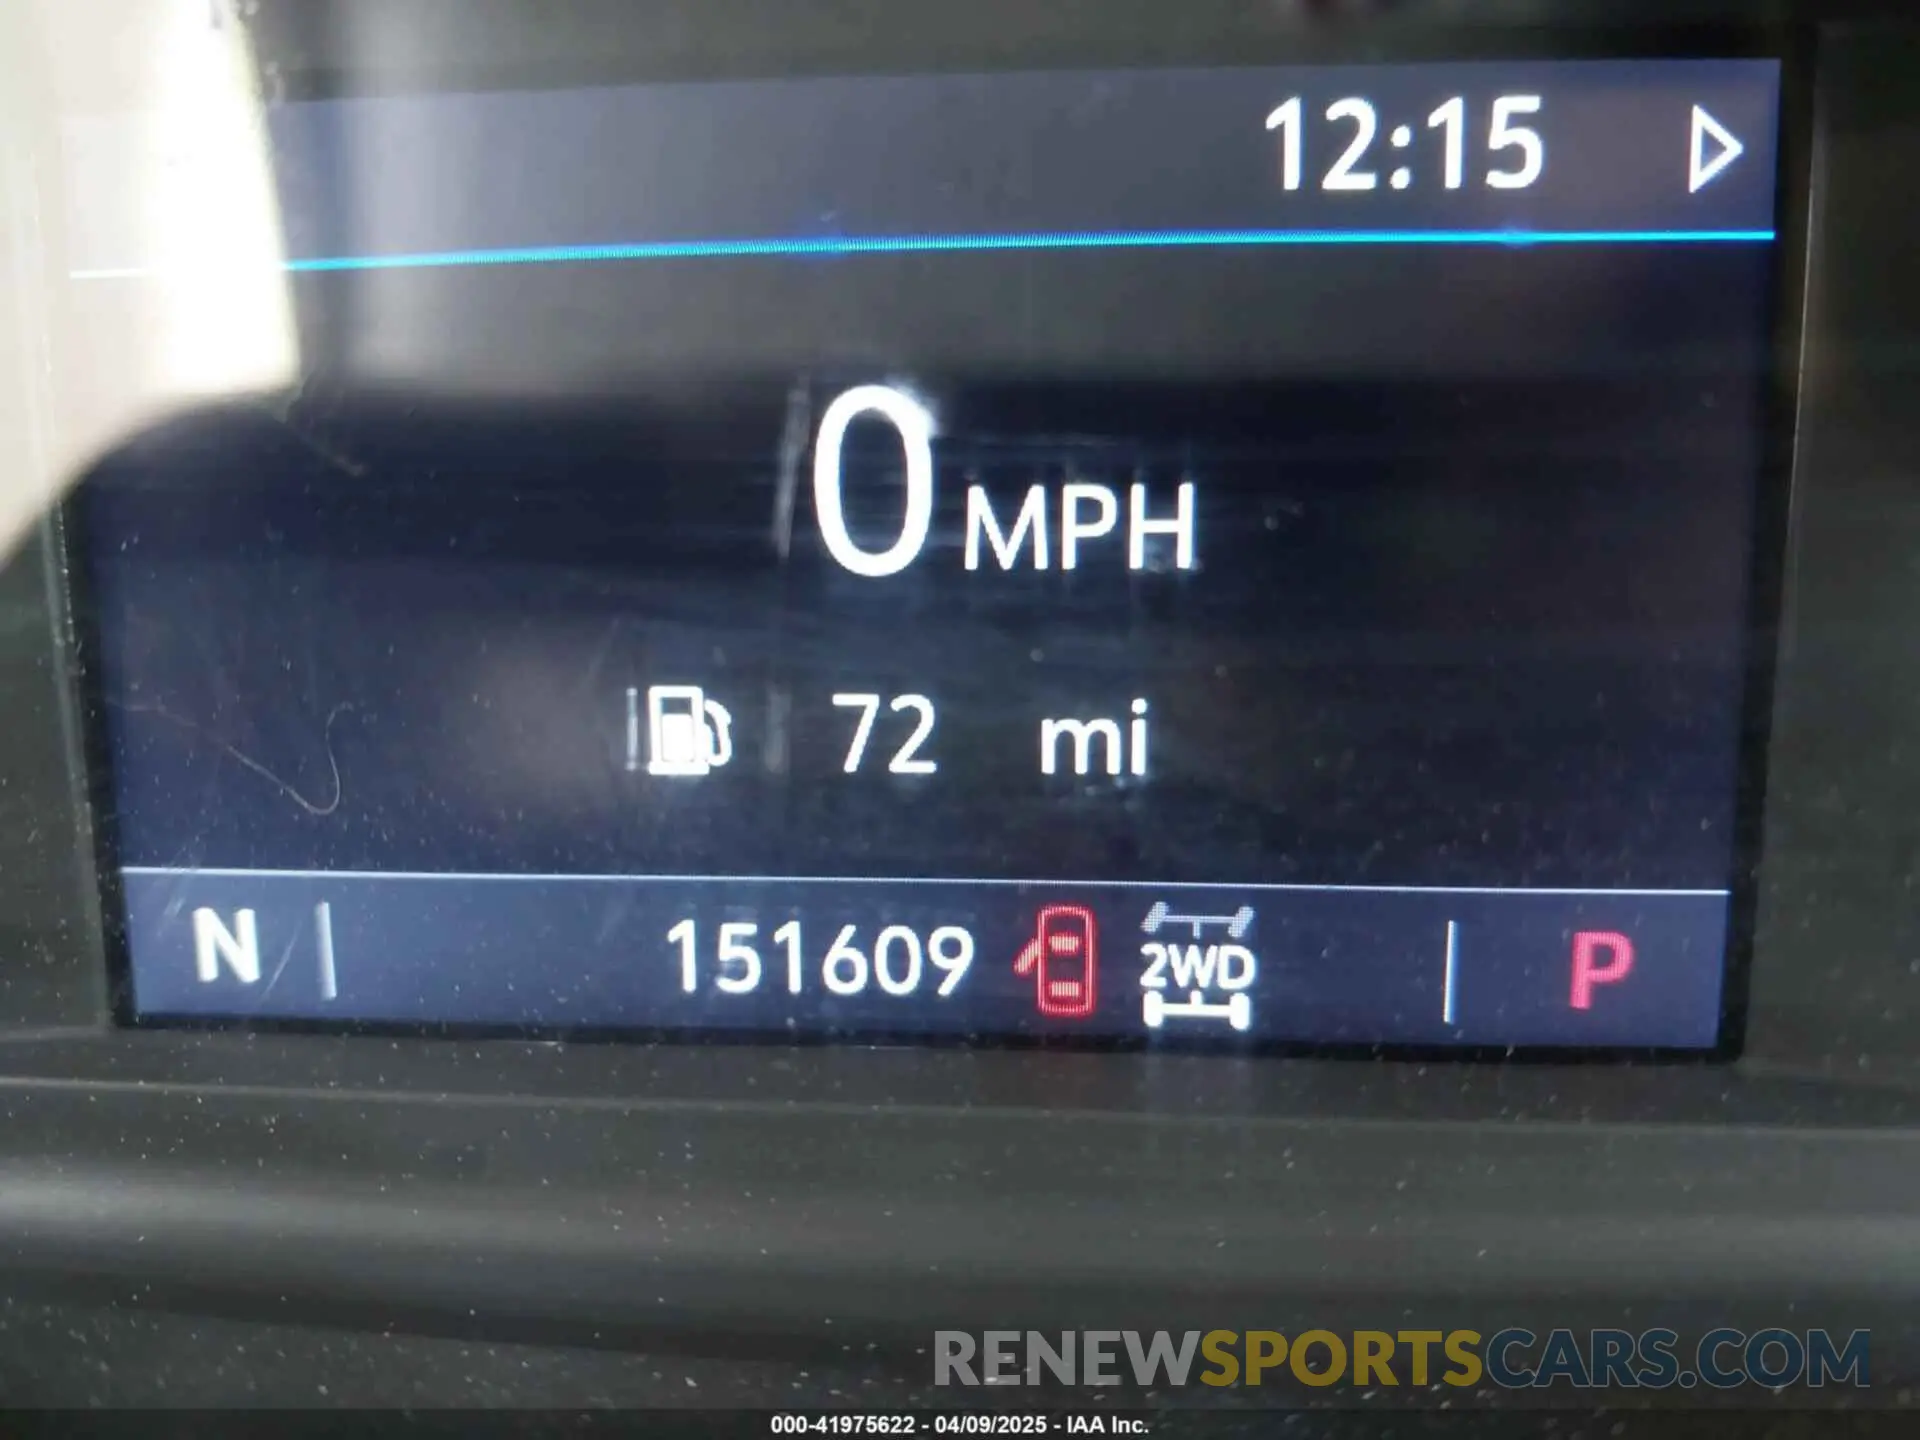 12:15
0 MPH
72 mi
N 151609 2WD P
RENEWSPORTSCARS.COM
000-41975622 - 04/09/2025 - IAA Inc.